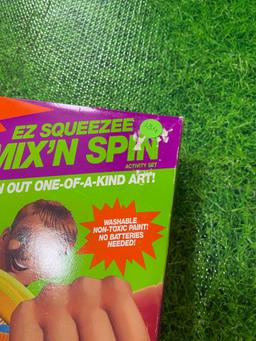 EZ SQUEEZEE
MIX'N SPIN
ACTIVITY SET
OUT ONE-OF-A-KIND ART!
WASHABLE
NON-TOXIC PAINT!
NO BATTERIES
NEEDED!